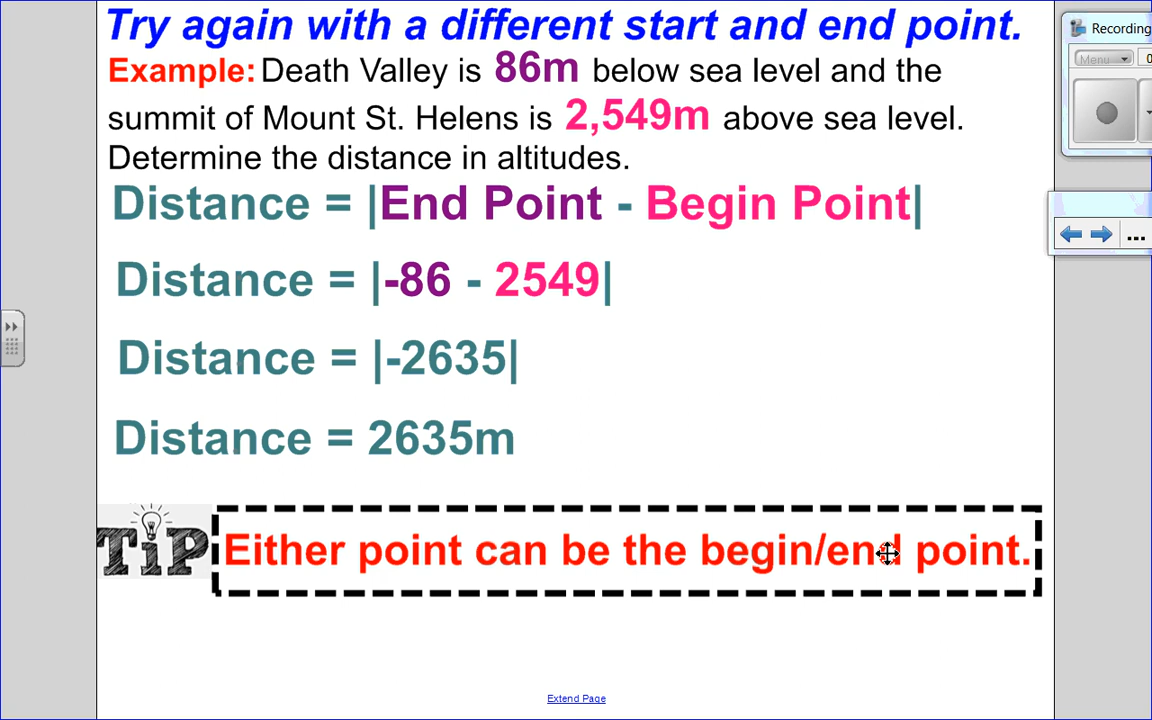 Try again with a different start and end point.
Example: Death Valley is 86m below sea level and the
summit of Mount St. Helens is 2,549m above sea level.
Determine the distance in altitudes.
Distance = |End Point - Begin Point|
Distance = |-86 - 2549|
Distance = |-2635|
Distance = 2635m
TiP
Either point can be the begin/end point.
Extend Page
Recording
Menu
0
...